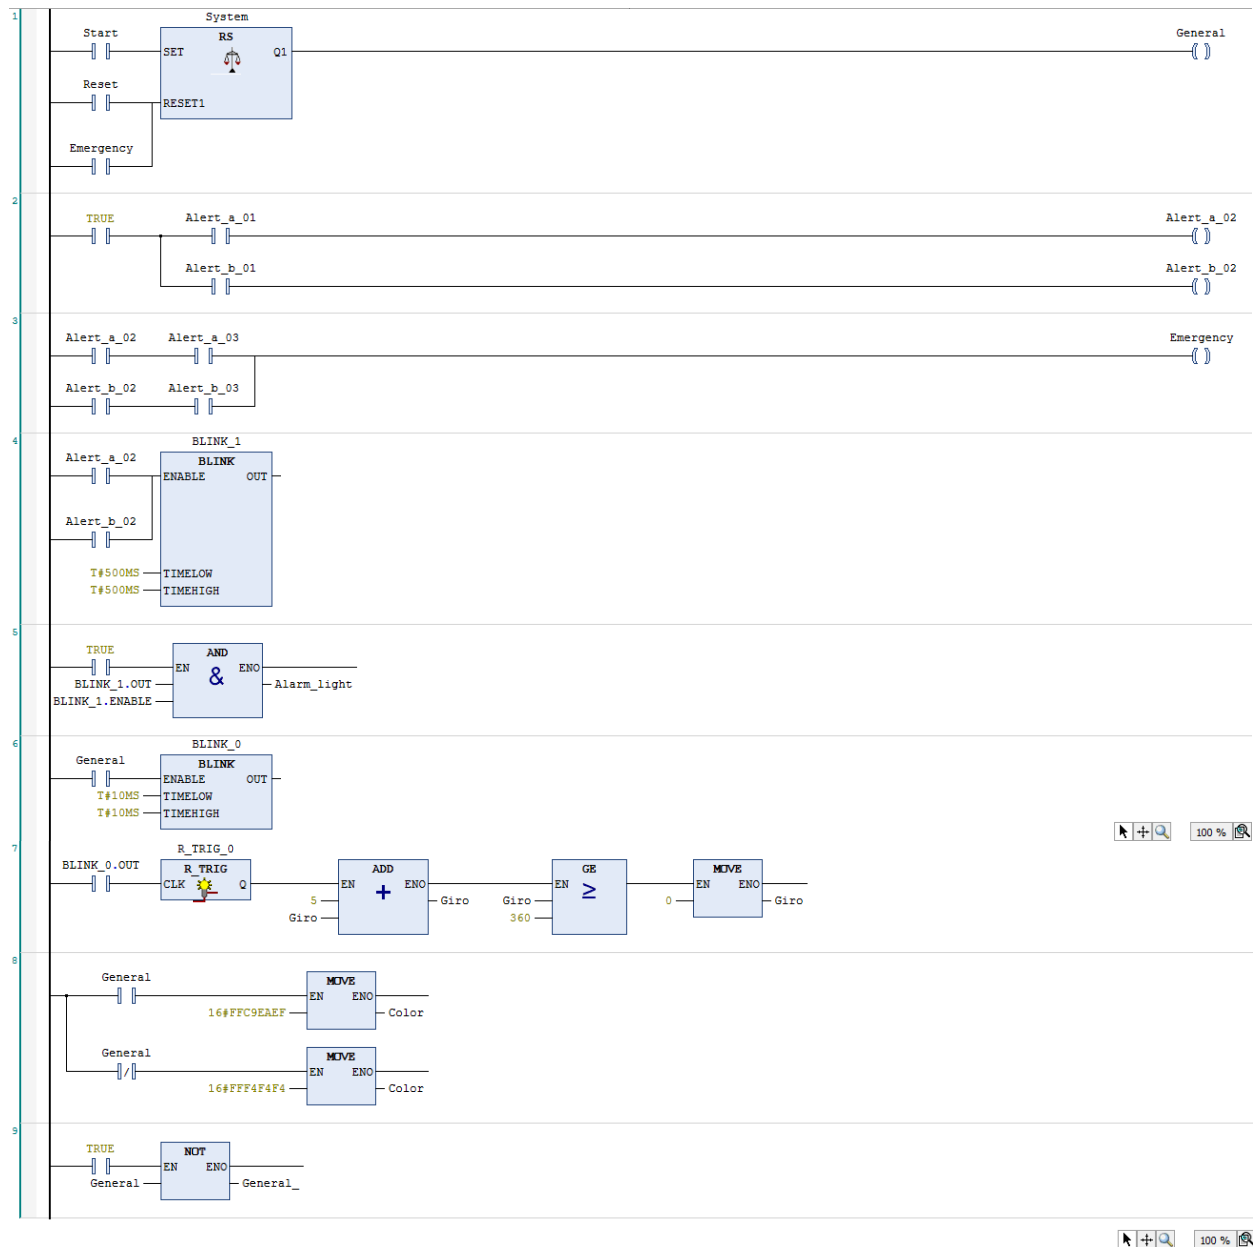 1
System
Start
RS
General
SET
Q1
Reset
RESET1
Emergency
2
TRUE
Alert_a_01
Alert_a_02
Alert_b_01
Alert_b_02
3
Alert_a_02
Alert_a_03
Emergency
Alert_b_02
Alert_b_03
4
BLINK_1
Alert_a_02
BLINK
ENABLE
OUT
Alert_b_02
T#500MS
TIMELOW
T#500MS
TIMEHIGH
5
TRUE
AND
EN
&
ENO
BLINK_1.OUT
Alarm_light
BLINK_1.ENABLE
6
BLINK_0
General
BLINK
ENABLE
OUT
T#10MS
TIMELOW
T#10MS
TIMEHIGH
100 %
7
R_TRIG_0
BLINK_0.OUT
R_TRIG
ADD
GE
MOVE
CLK
Q
EN
+
ENO
EN
≥
EN
ENO
5
Giro
Giro
0
Giro
Giro
360
8
General
MOVE
EN
ENO
16#FFC9EAEF
Color
General
MOVE
EN
ENO
16#FFF4F4F4
Color
9
TRUE
NOT
EN
ENO
General
General_
100 %